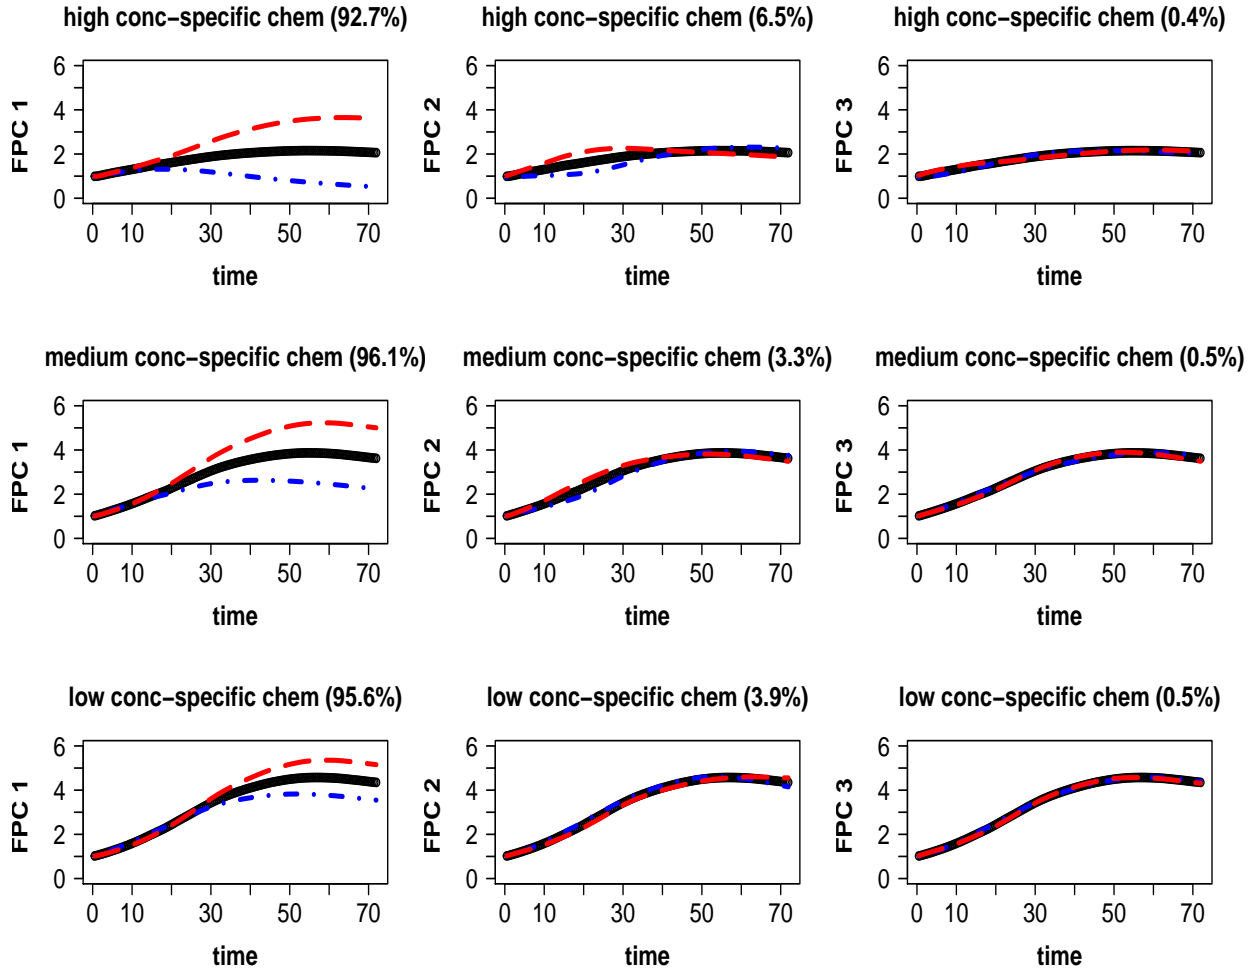 high conc-specific chem (92.7%)
FPC 1
6
4
2
0
0 10 30 50 70
time
high conc-specific chem (6.5%)
FPC 2
6
4
2
0
0 10 30 50 70
time
high conc-specific chem (0.4%)
FPC 3
6
4
2
0
0 10 30 50 70
time
medium conc-specific chem (96.1%)
FPC 1
6
4
2
0
0 10 30 50 70
time
medium conc-specific chem (3.3%)
FPC 2
6
4
2
0
0 10 30 50 70
time
medium conc-specific chem (0.5%)
FPC 3
6
4
2
0
0 10 30 50 70
time
low conc-specific chem (95.6%)
FPC 1
6
4
2
0
0 10 30 50 70
time
low conc-specific chem (3.9%)
FPC 2
6
4
2
0
0 10 30 50 70
time
low conc-specific chem (0.5%)
FPC 3
6
4
2
0
0 10 30 50 70
time